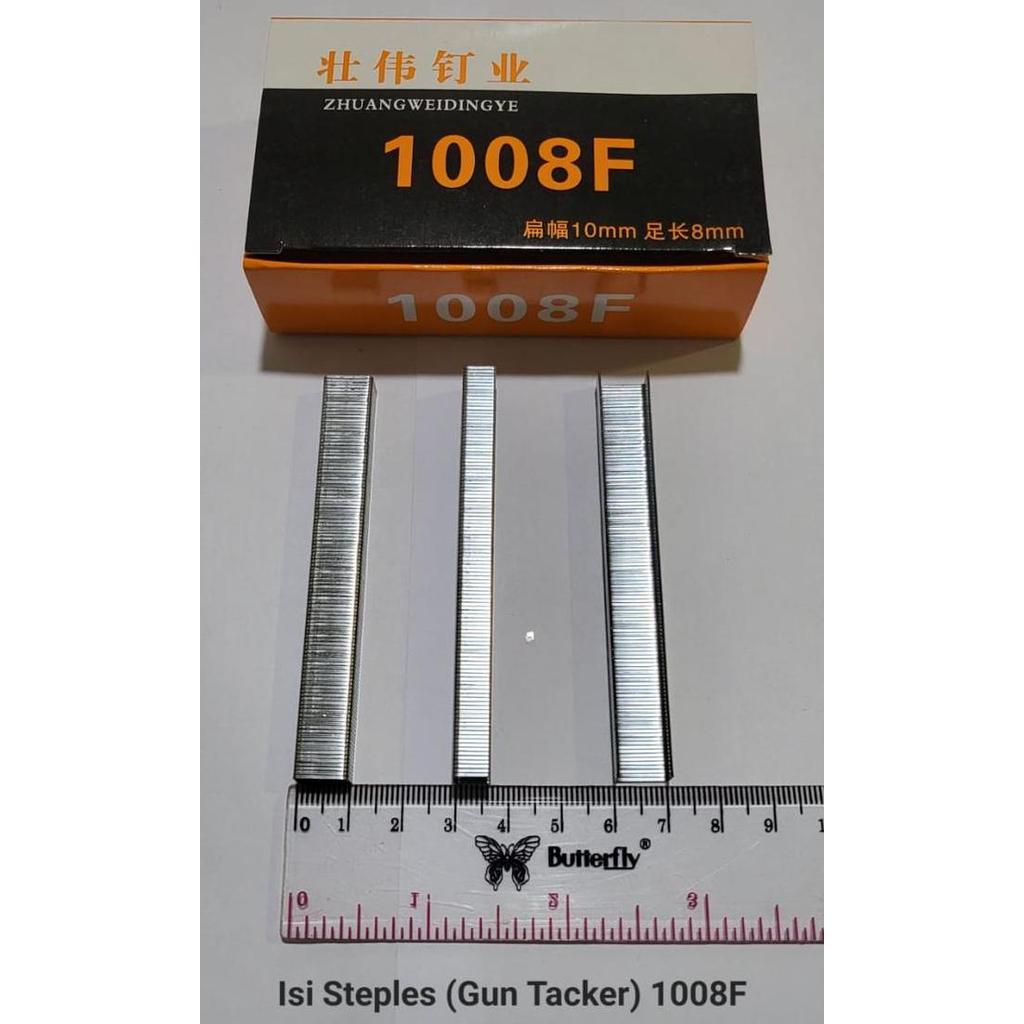 壮伟钉业
ZHUANGWEIDINGYE
1008F
扁幅10mm 足长8mm
1008F
0 1 2 3 4 5 6 7 8 9 1
Butterfly®
0 1 2 3
Isi Steples (Gun Tacker) 1008F